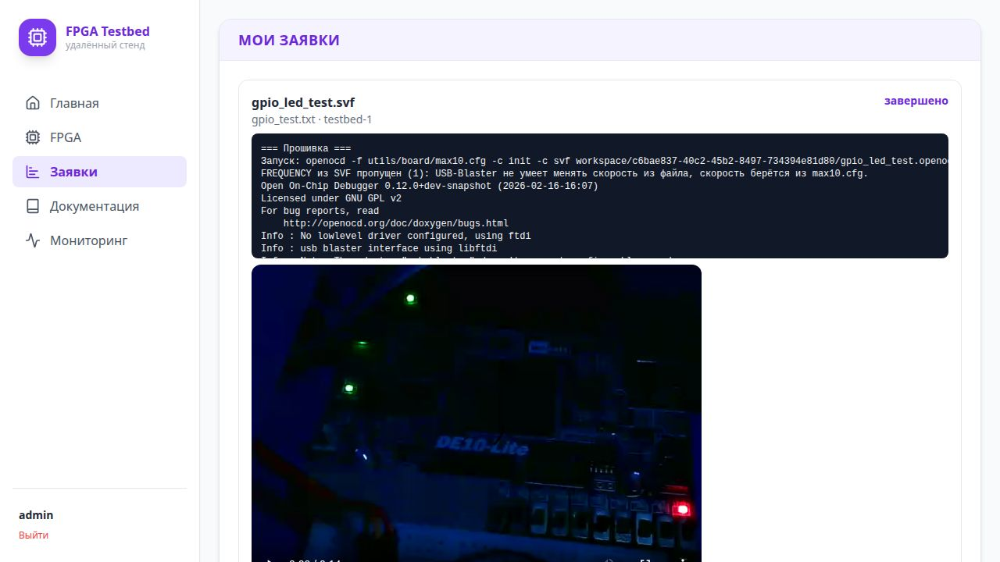 FPGA Testbed
удалённый стенд
Главная
FPGA
Заявки
Документация
Мониторинг
admin
Выйти
МОИ ЗАЯВКИ
gpio_led_test.svf
завершено
gpio_test.txt · testbed-1
=== Прошивка ===
Запуск: openocd -f utils/board/max10.cfg -c init -c svf workspace/c6bae837-40c2-45b2-8497-734394e81d80/gpio_led_test.openoc
FREQUENCY из SVF пропущен (1): USB-Blaster не умеет менять скорость из файла, скорость берётся из max10.cfg.
Open On-Chip Debugger 0.12.0+dev-snapshot (2026-02-16-16:07)
Licensed under GNU GPL v2
For bug reports, read
http://openocd.org/doc/doxygen/bugs.html
Info : No lowlevel driver configured, using ftdi
Info : usb blaster interface using libftdi
DE10-Lite